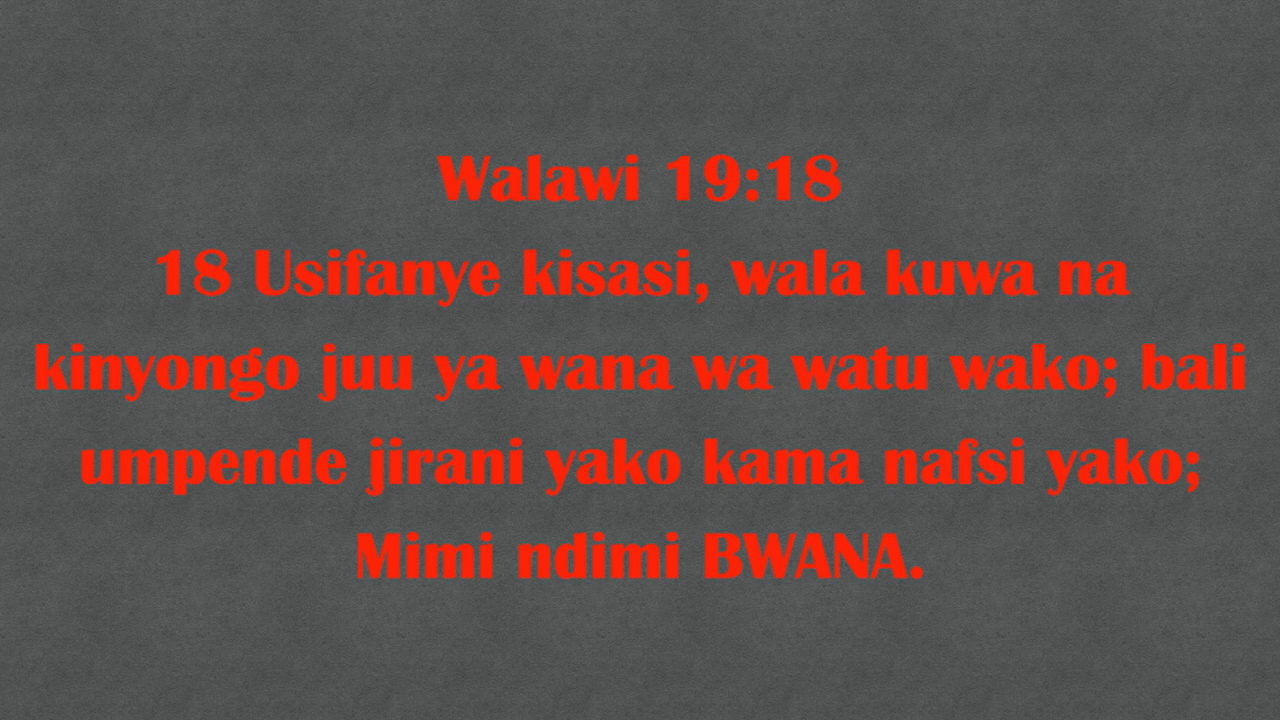 Walawi 19:18
18 Usifanye kisasi, wala kuwa na
kinyongo juu ya wana wa watu wako; bali
umpende jirani yako kama nafsi yako;
Mimi ndimi BWANA.